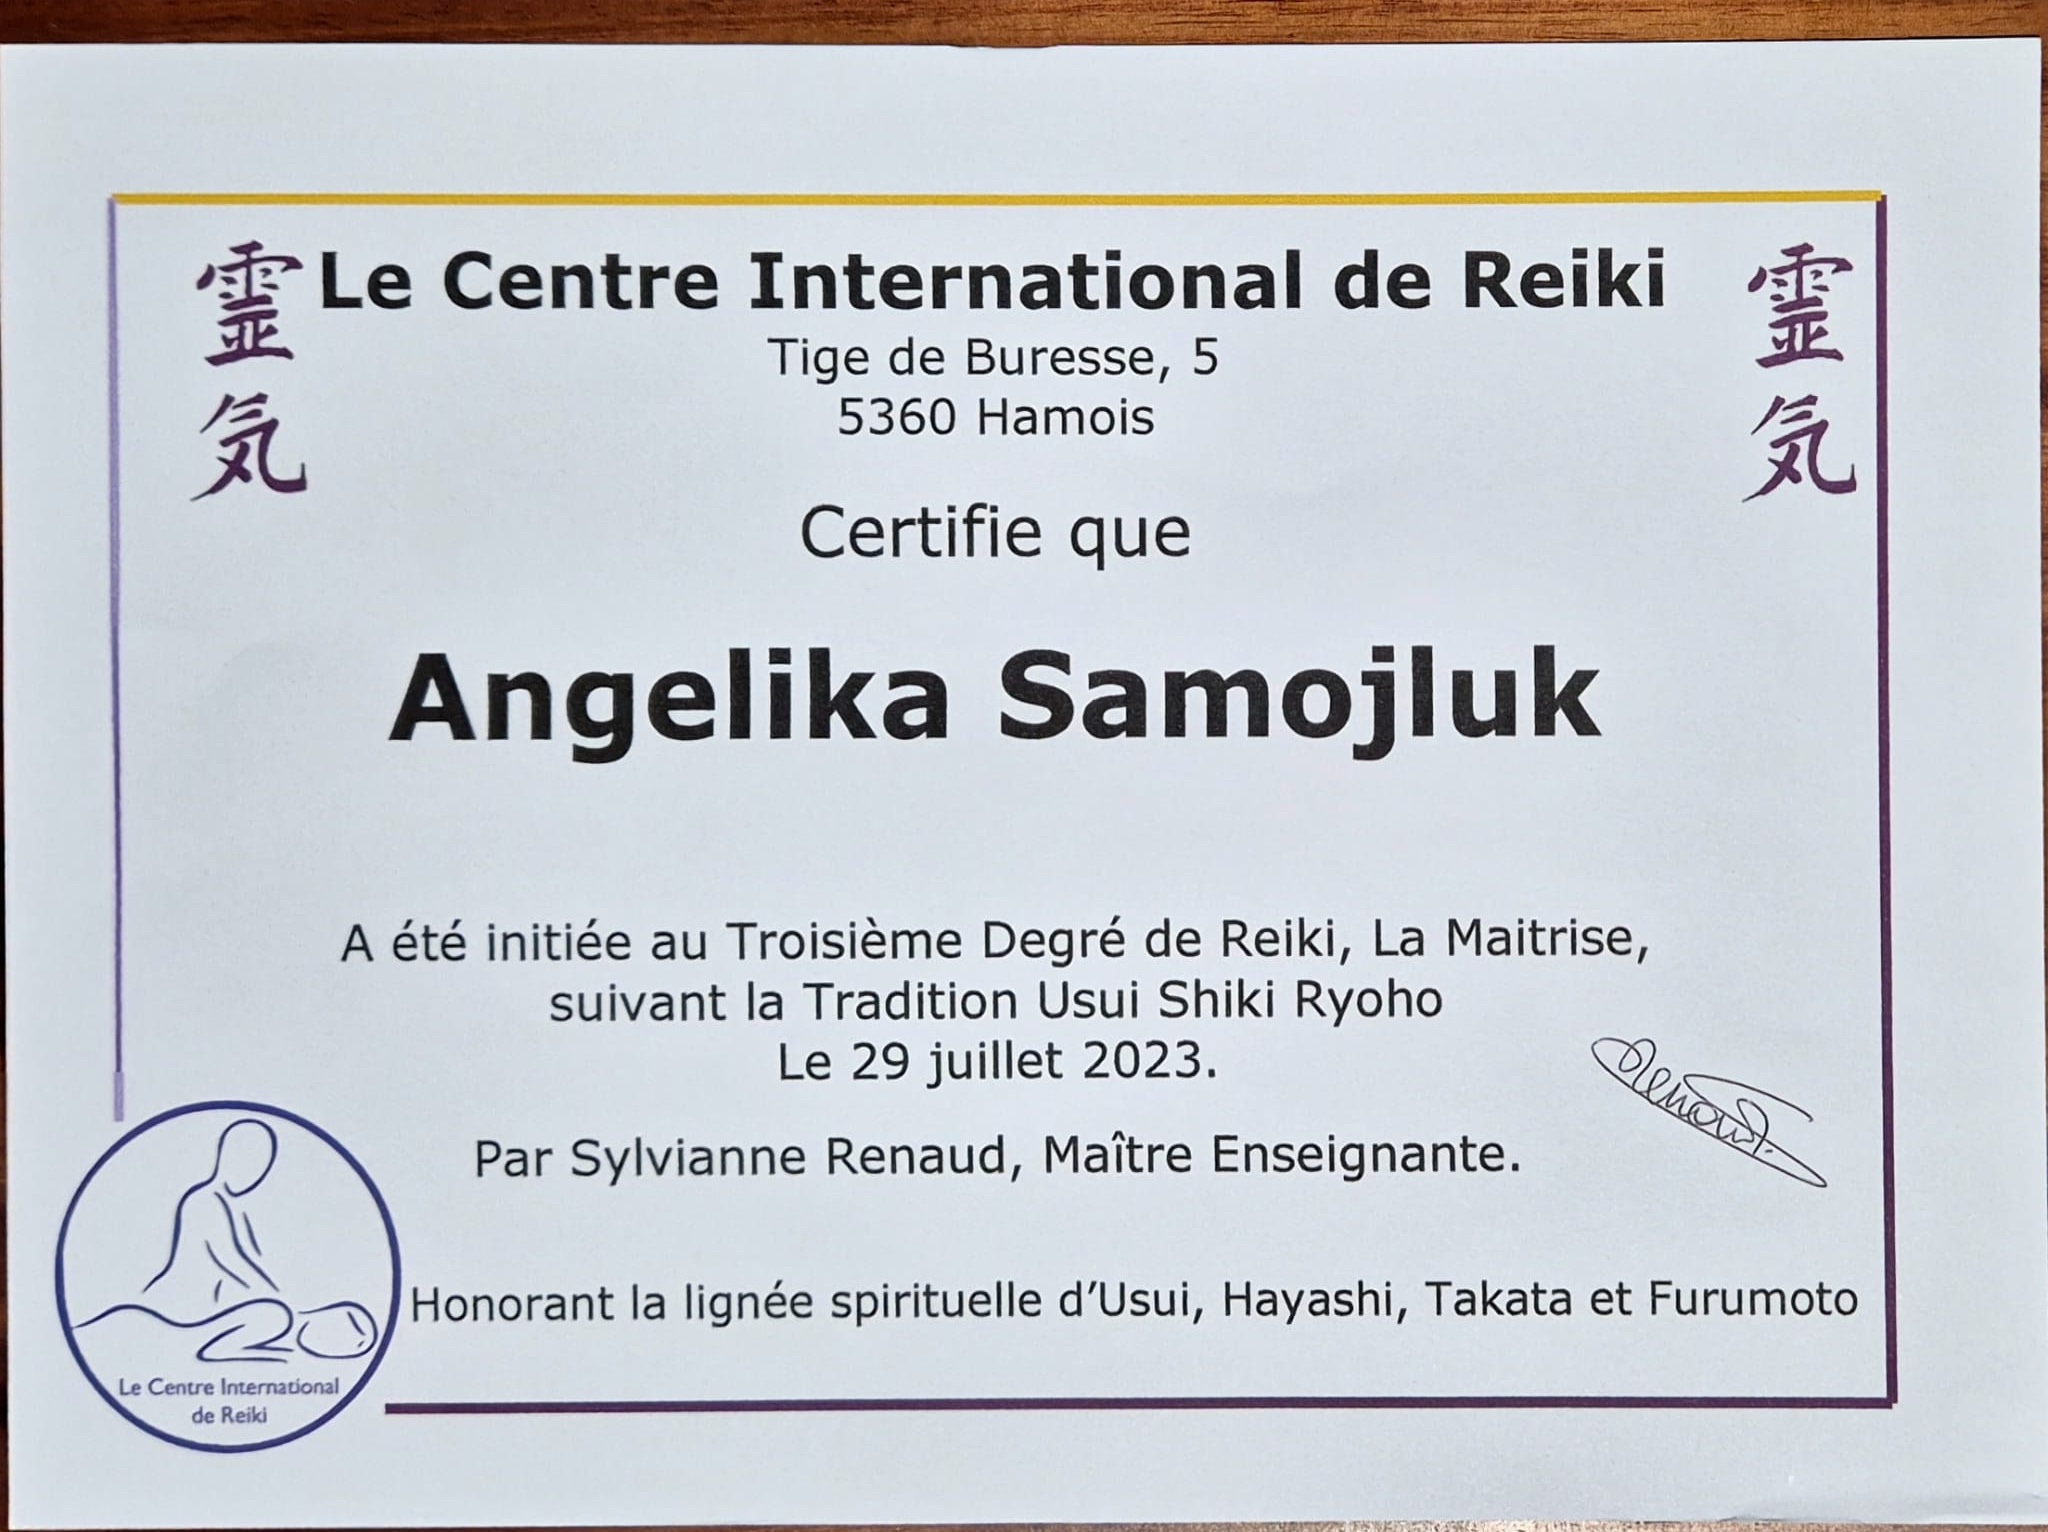 霊気
霊気
Le Centre International de Reiki
Tige de Buresse, 5
5360 Hamois
Certifie que
Angelika Samojluk
A été initiée au Troisième Degré de Reiki, La Maitrise,
suivant la Tradition Usui Shiki Ryoho
Le 29 juillet 2023.
Par Sylvianne Renaud, Maître Enseignante.
Honorant la lignée spirituelle d’Usui, Hayashi, Takata et Furumoto
Le Centre International
de Reiki